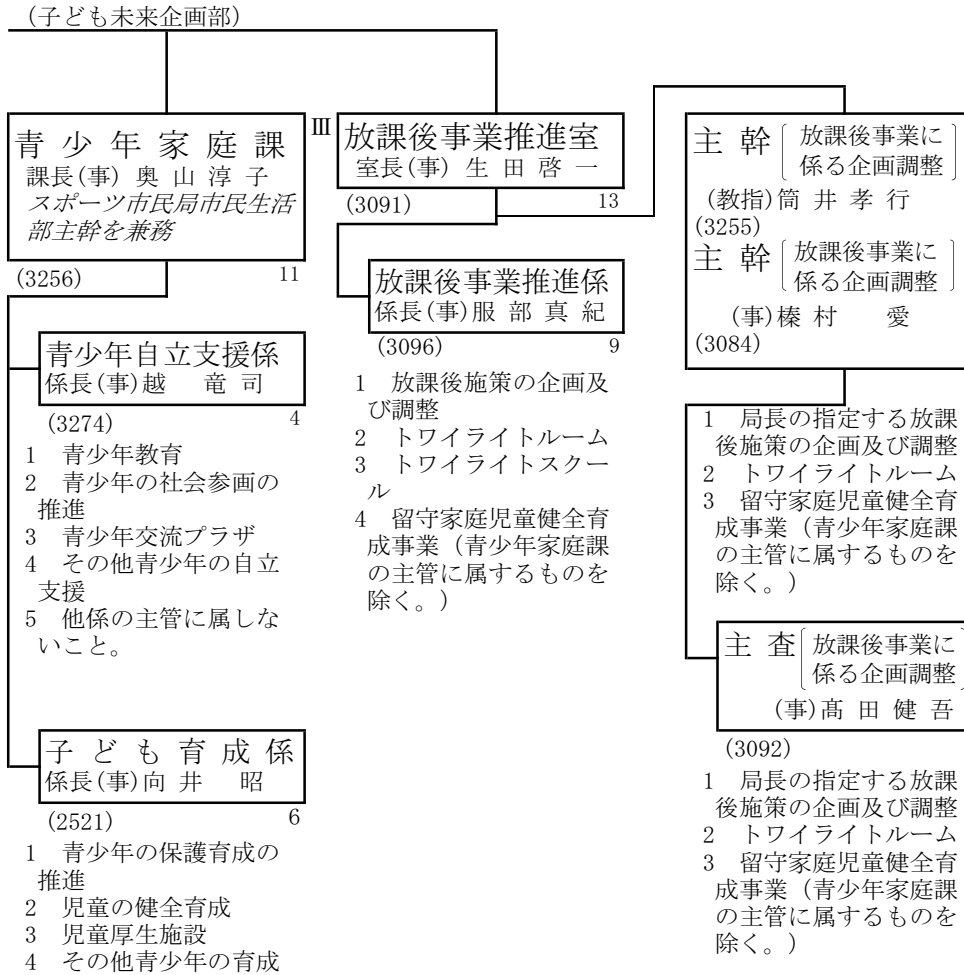 (子ども未来企画部)
青少年家庭課
課長(事) 奥山淳子
スポーツ市民局市民生活
部主幹を兼務
(3256) 11
青少年自立支援係
係長(事)越 竜司
(3274) 4
1 青少年教育
2 青少年の社会参画の
推進
3 青少年交流プラザ
4 その他青少年の自立
支援
5 他係の主管に属しな
いこと。
子ども育成係
係長(事)向井 昭
(2521) 6
1 青少年の保護育成の
推進
2 児童の健全育成
3 児童厚生施設
4 その他青少年の育成
Ⅲ
放課後事業推進室
室長(事) 生田啓一
(3091) 13
放課後事業推進係
係長(事)服部真紀
(3096) 9
1 放課後施策の企画及
び調整
2 トワイライトルーム
3 トワイライトスクー
ル
4 留守家庭児童健全育
成事業(青少年家庭課
の主管に属するものを
除く。)
主幹 放課後事業に
係る企画調整
(教指)筒井孝行
(3255)
主幹 放課後事業に
係る企画調整
(事)榛村 愛
(3084)
1 局長の指定する放課
後施策の企画及び調整
2 トワイライトルーム
3 留守家庭児童健全育
成事業(青少年家庭課
の主管に属するものを
除く。)
主査 放課後事業に
係る企画調整
(事)髙田健吾
(3092)
1 局長の指定する放課
後施策の企画及び調整
2 トワイライトルーム
3 留守家庭児童健全育
成事業(青少年家庭課
の主管に属するものを
除く。)